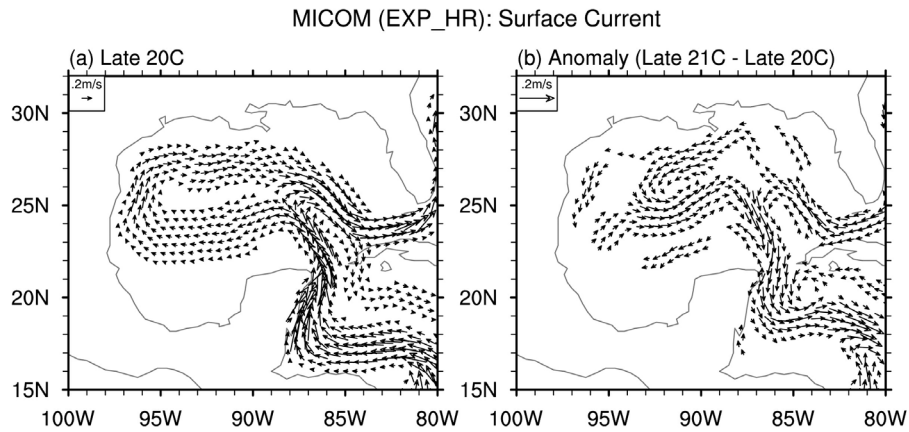 MICOM (EXP_HR): Surface Current
(a) Late 20C
(b) Anomaly (Late 21C - Late 20C)
.2m/s
.2m/s
30N
30N
25N
25N
20N
20N
15N
15N
100W 95W 90W 85W 80W
100W 95W 90W 85W 80W